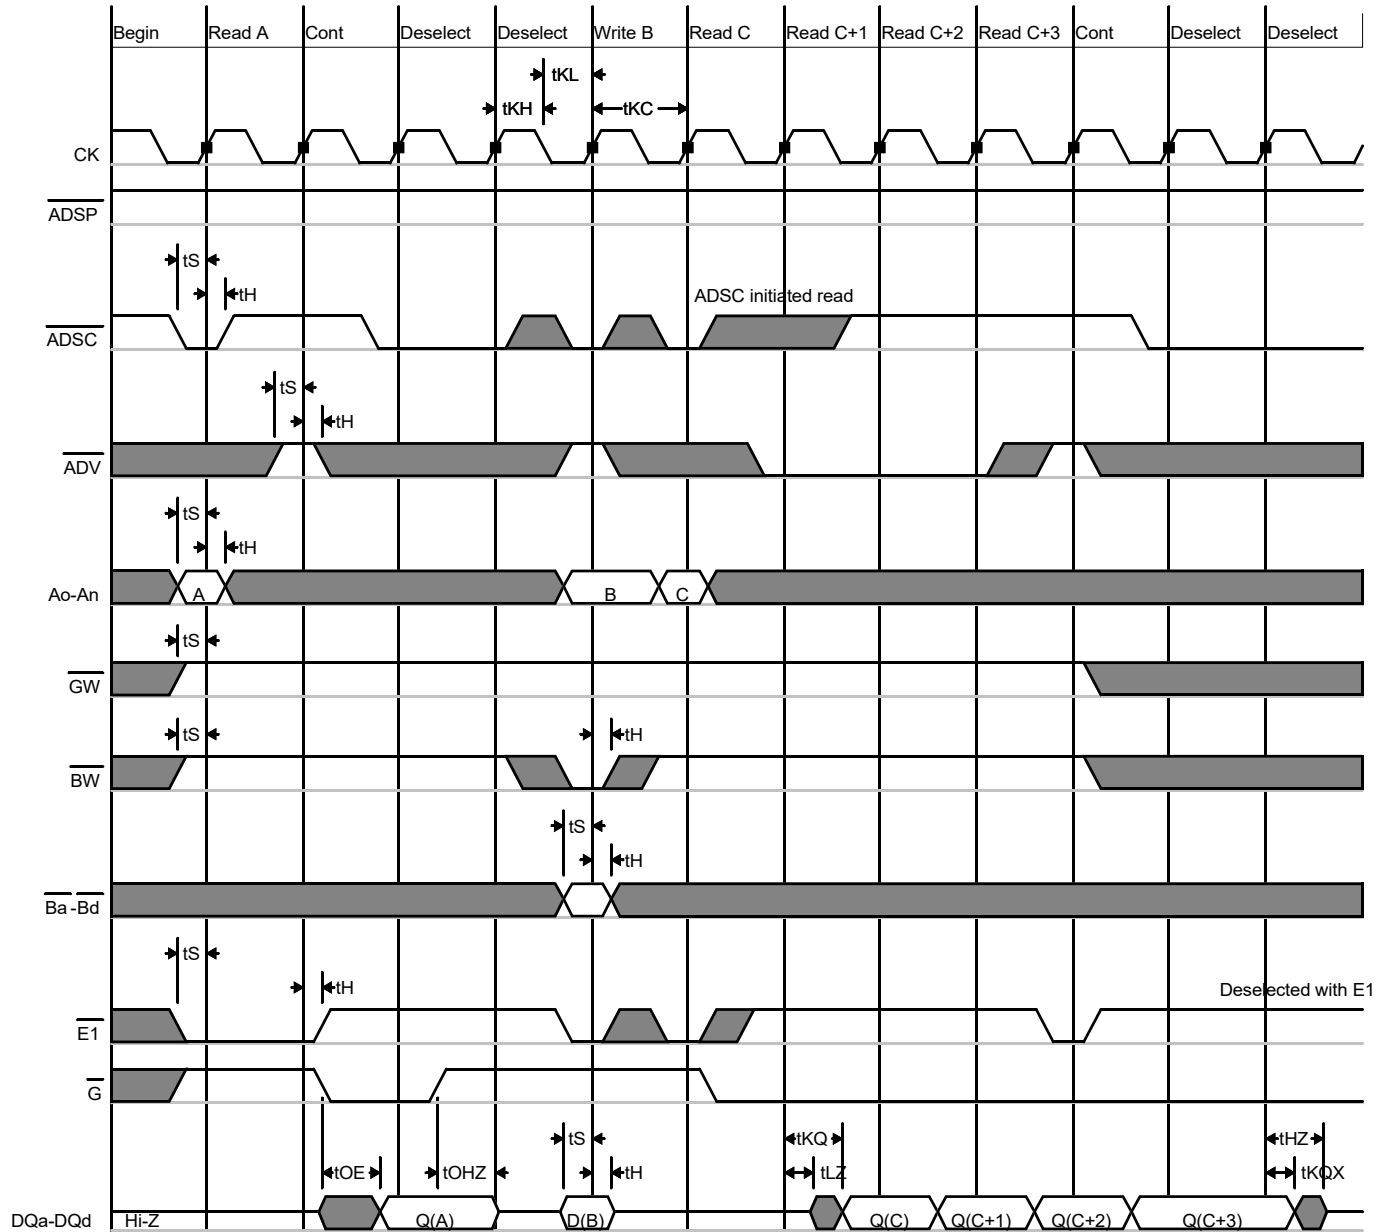 Begin Read A Cont Deselect Deselect Write B Read C Read C+1 Read C+2 Read C+3 Cont Deselect Deselect
tKL
tKH tKC
CK
ADSP
tS
tH
ADSC initiated read
ADSC
tS
tH
ADV
tS
tH
Ao-An A B C
tS
GW
tS tH
BW
tS
tH
Ba-Bd
tS
tH
Deselected with E1
E1
G
tS tKQ tHZ
tOE tOHZ tH tLZ tKQX
DQa-DQd Hi-Z Q(A) D(B) Q(C) Q(C+1) Q(C+2) Q(C+3)